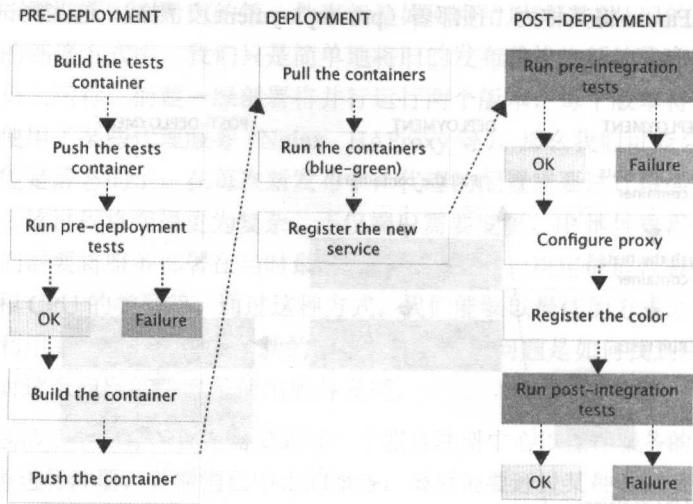 PRE-DEPLOYMENT
Build the tests
container
Push the tests
container
Run pre-deployment
tests
OK
Failure
Build the container
Push the container
DEPLOYMENT
Pull the containers
Run the containers
(blue-green)
Register the new
service
POST-DEPLOYMENT
Run pre-integration
tests
OK
Failure
Configure proxy
Register the color
Run post-integration
tests
OK
Failure